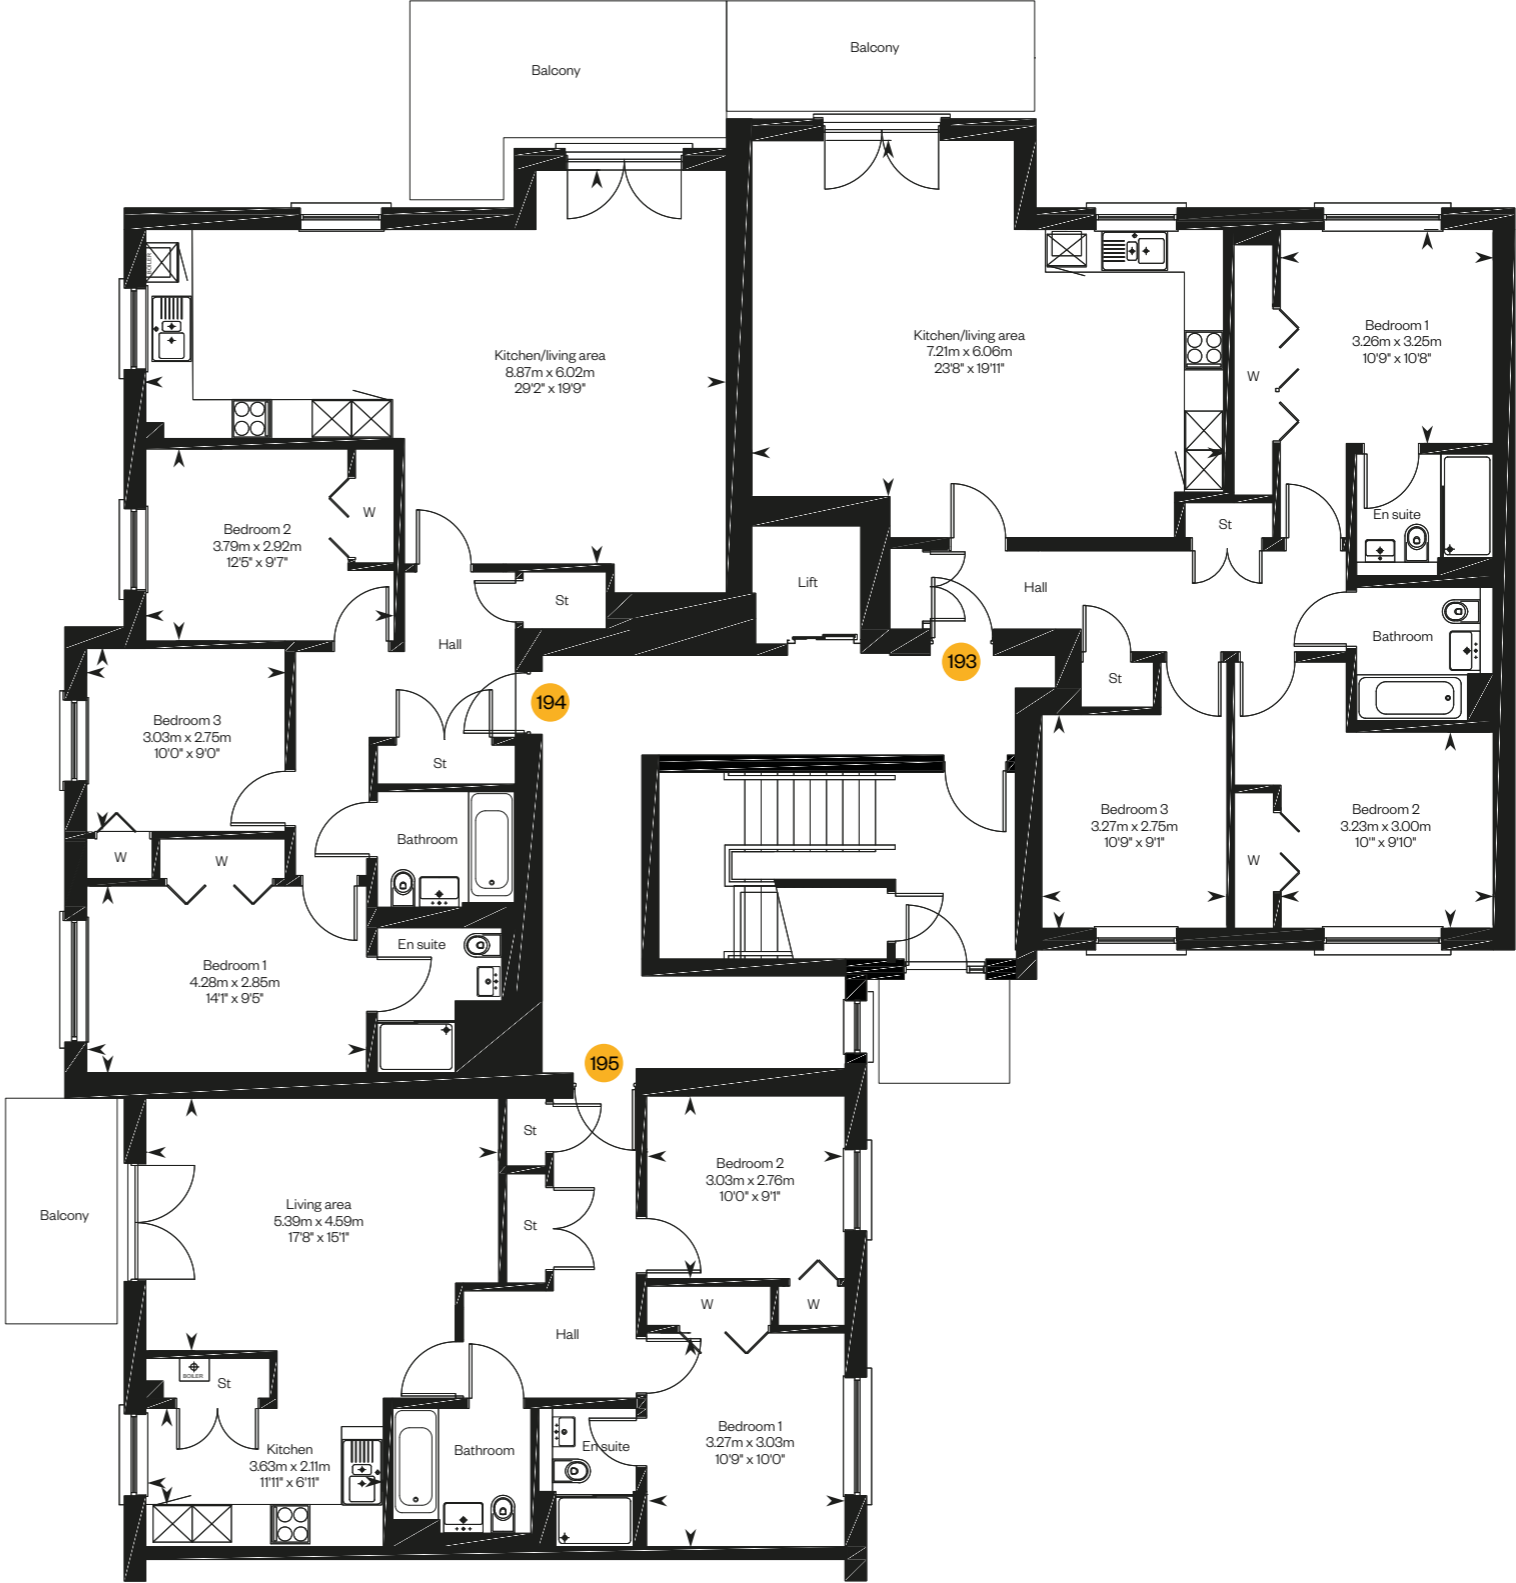 Balcony
Balcony
BOILER
Kitchen/living area
8.87m x 6.02m
29'2" x 19'9"
Kitchen/living area
7.21m x 6.06m
23'8" x 19'11"
W
Bedroom 1
3.26m x 3.25m
10'9" x 10'8"
Bedroom 2
3.79m x 2.92m
12'5" x 9'7"
W
St
Hall
Lift
Hall
St
En suite
Bathroom
193
St
Bedroom 3
3.03m x 2.75m
10'0" x 9'0"
194
St
W
W
Bathroom
Bedroom 3
3.27m x 2.75m
10'9" x 9'1"
W
Bedroom 2
3.23m x 3.00m
10'" x 9'10"
Bedroom 1
4.28m x 2.85m
14'1" x 9'5"
En suite
195
Balcony
Living area
5.39m x 4.59m
17'8" x 15'1"
St
St
Bedroom 2
3.03m x 2.76m
10'0" x 9'1"
W
W
Hall
BOILER
St
Kitchen
3.63m x 2.11m
11'11" x 6'11"
Bathroom
En suite
Bedroom 1
3.27m x 3.03m
10'9" x 10'0"